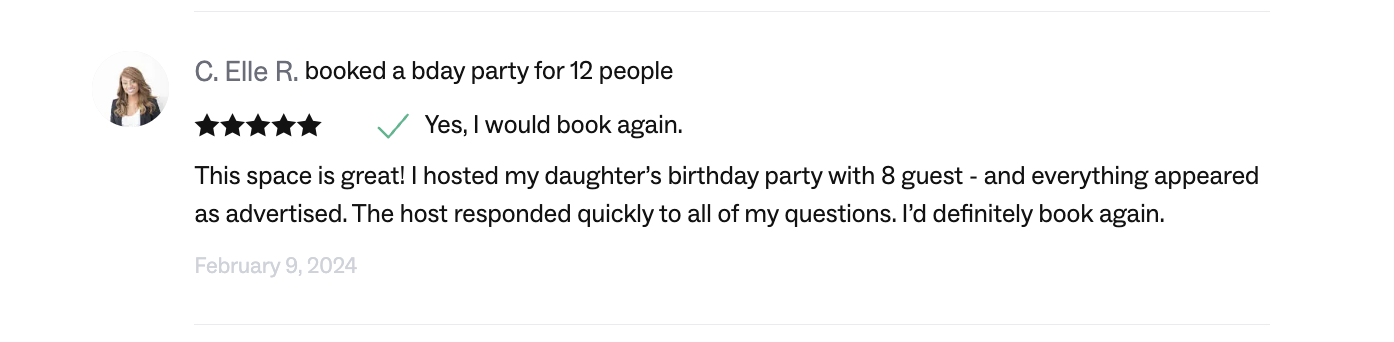 C. Elle R. booked a bday party for 12 people
Yes, I would book again.
This space is great! I hosted my daughter’s birthday party with 8 guest - and everything appeared
as advertised. The host responded quickly to all of my questions. I’d definitely book again.
February 9, 2024